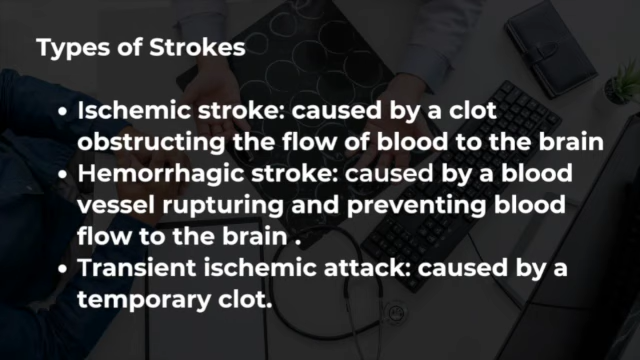 Types of Strokes
• Ischemic stroke: caused by a clot
obstructing the flow of blood to the brain
• Hemorrhagic stroke: caused by a blood
vessel rupturing and preventing blood
flow to the brain .
• Transient ischemic attack: caused by a
temporary clot.